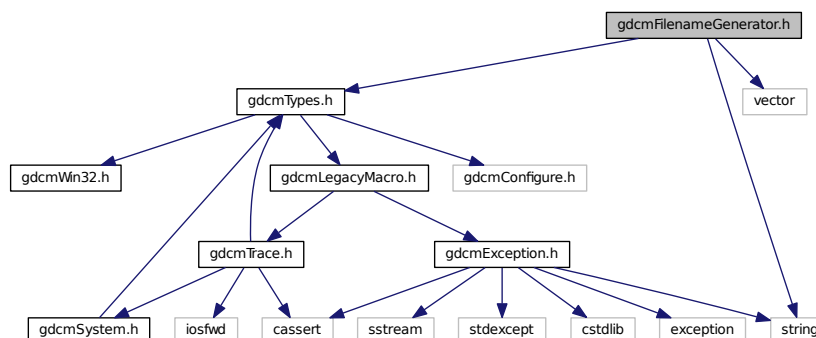 gdcmFilenameGenerator.h
gdcmTypes.h
vector
gdcmWin32.h
gdcmLegacyMacro.h
gdcmConfigure.h
gdcmTrace.h
gdcmException.h
gdcmSystem.h
iosfwd
cassert
sstream
stdexcept
cstdlib
exception
string